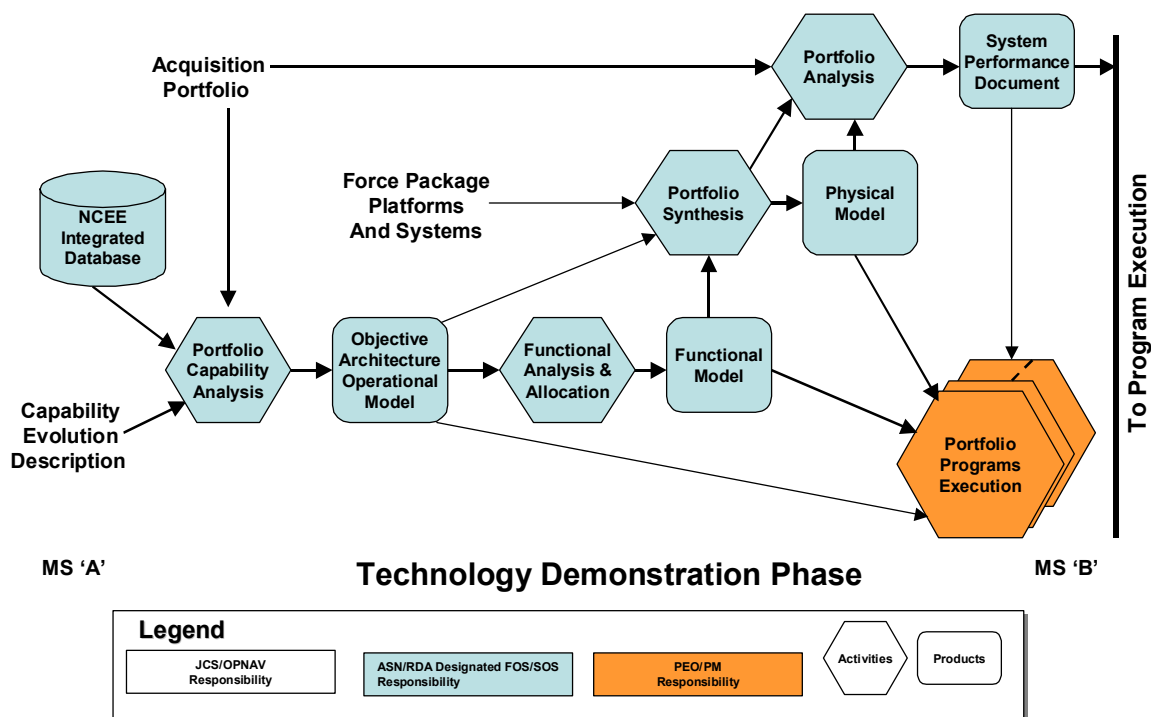 Acquisition
Portfolio
Portfolio
Analysis
System
Performance
Document
NCEE
Integrated
Database
Force Package
Platforms
And Systems
Portfolio
Synthesis
Physical
Model
Portfolio
Capability
Analysis
Objective
Architecture
Operational
Model
Functional
Analysis &
Allocation
Functional
Model
Capability
Evolution
Description
Portfolio
Programs
Execution
To Program Execution
MS ‘A’
Technology Demonstration Phase
MS ‘B’
Legend
JCS/OPNAV
Responsibility
ASN/RDA Designated FOS/SOS
Responsibility
PEO/PM
Responsibility
Activities
Products